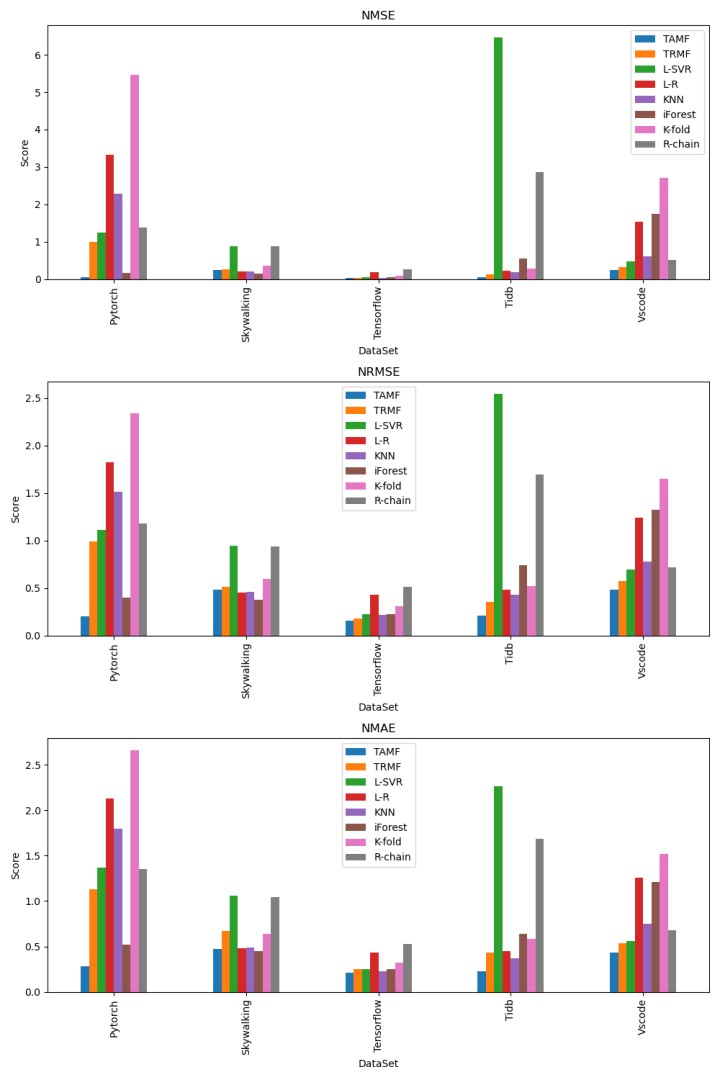 NMSE
6
5
4
3
2
1
0
Score
TAMF
TRMF
L-SVR
L-R
KNN
iForest
K-fold
R-chain
Pytorch
Skywalking
Tensorflow
Tidb
Vscode
DataSet
NRMSE
2.5
2.0
1.5
1.0
0.5
0.0
Score
TAMF
TRMF
L-SVR
L-R
KNN
iForest
K-fold
R-chain
Pytorch
Skywalking
Tensorflow
Tidb
Vscode
DataSet
NMAE
2.5
2.0
1.5
1.0
0.5
0.0
Score
TAMF
TRMF
L-SVR
L-R
KNN
iForest
K-fold
R-chain
Pytorch
Skywalking
Tensorflow
Tidb
Vscode
DataSet